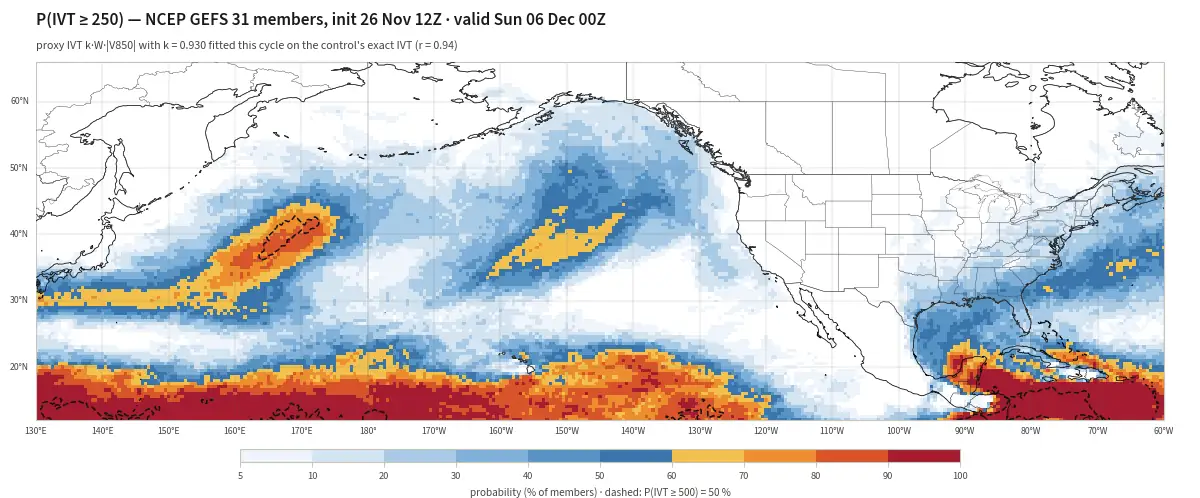 P(IVT ≥ 250) — NCEP GEFS 31 members, init 26 Nov 12Z · valid Sun 06 Dec 00Z
proxy IVT k·W·|V850| with k = 0.930 fitted this cycle on the control's exact IVT (r = 0.94)
60°N
50°N
40°N
30°N
20°N
130°E 140°E 150°E 160°E 170°E 180° 170°W 160°W 150°W 140°W 130°W 120°W 110°W 100°W 90°W 80°W 70°W 60°W
5 10 20 30 40 50 60 70 80 90 100
probability (% of members) · dashed: P(IVT ≥ 500) = 50 %